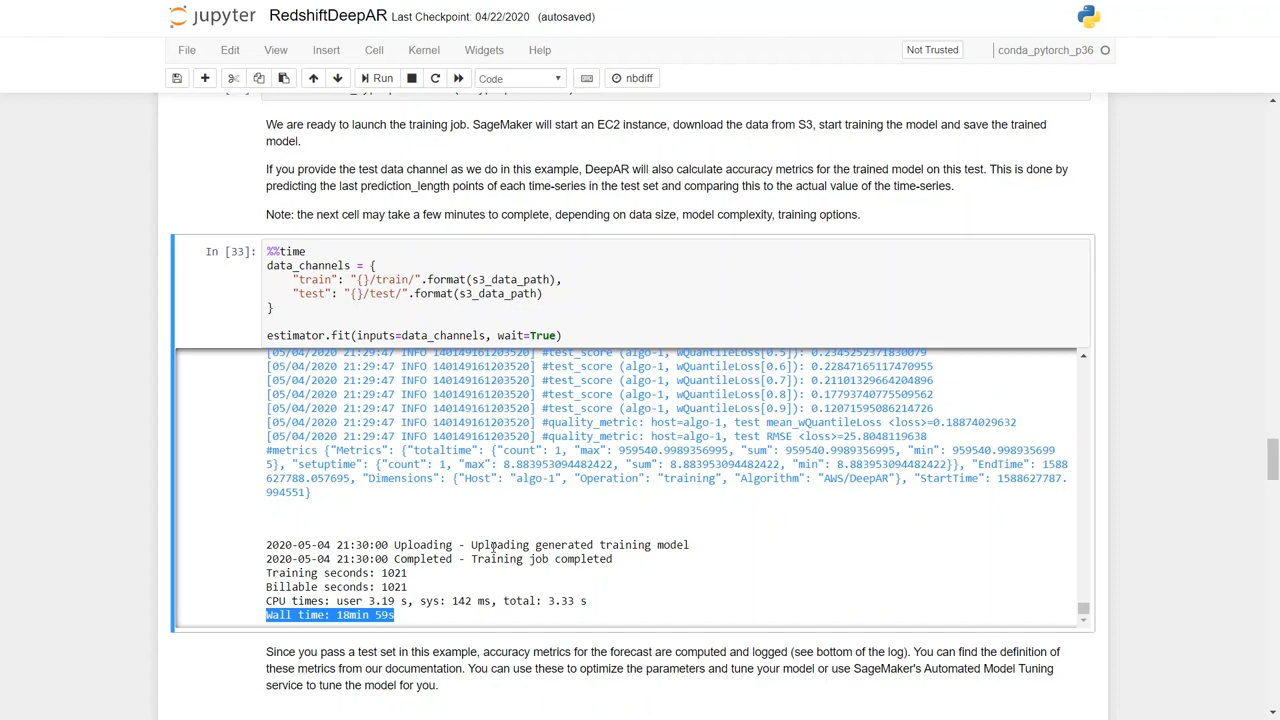 jupyter RedshiftDeepAR Last Checkpoint: 04/22/2020 (autosaved)
File Edit View Insert Cell Kernel Widgets Help Not Trusted conda_pytorch_p36
Run Code nbdiff
We are ready to launch the training job. SageMaker will start an EC2 instance, download the data from S3, start training the model and save the trained
model.
If you provide the test data channel as we do in this example, DeepAR will also calculate accuracy metrics for the trained model on this test. This is done by
predicting the last prediction_length points of each time-series in the test set and comparing this to the actual value of the time-series.
Note: the next cell may take a few minutes to complete, depending on data size, model complexity, training options.
In [33]: %%time
data_channels = {
"train": "{}/train/".format(s3_data_path),
"test": "{}/test/".format(s3_data_path)
}
estimator.fit(inputs=data_channels, wait=True)
[05/04/2020 21:29:47 INFO 140149161203520] #test_score (algo-1, wQuantileLoss[0.5]): 0.2345252371830079
[05/04/2020 21:29:47 INFO 140149161203520] #test_score (algo-1, wQuantileLoss[0.6]): 0.22847165117470955
[05/04/2020 21:29:47 INFO 140149161203520] #test_score (algo-1, wQuantileLoss[0.7]): 0.21101329664204896
[05/04/2020 21:29:47 INFO 140149161203520] #test_score (algo-1, wQuantileLoss[0.8]): 0.17793740775509562
[05/04/2020 21:29:47 INFO 140149161203520] #test_score (algo-1, wQuantileLoss[0.9]): 0.12071595086214726
[05/04/2020 21:29:47 INFO 140149161203520] #quality_metric: host=algo-1, test mean_wQuantileLoss <loss>=0.18874029632
[05/04/2020 21:29:47 INFO 140149161203520] #quality_metric: host=algo-1, test RMSE <loss>=25.8048119638
#metrics {"Metrics": {"totaltime": {"count": 1, "max": 959540.9989356995, "sum": 959540.9989356995, "min": 959540.998935699
5}, "setuptime": {"count": 1, "max": 8.883953094482422, "sum": 8.883953094482422, "min": 8.883953094482422}}, "EndTime": 1588
627788.057695, "Dimensions": {"Host": "algo-1", "Operation": "training", "Algorithm": "AWS/DeepAR"}, "StartTime": 1588627787.
994551}
2020-05-04 21:30:00 Uploading - Uploading generated training model
2020-05-04 21:30:00 Completed - Training job completed
Training seconds: 1021
Billable seconds: 1021
CPU times: user 3.19 s, sys: 142 ms, total: 3.33 s
Wall time: 18min 59s
Since you pass a test set in this example, accuracy metrics for the forecast are computed and logged (see bottom of the log). You can find the definition of
these metrics from our documentation. You can use these to optimize the parameters and tune your model or use SageMaker's Automated Model Tuning
service to tune the model for you.